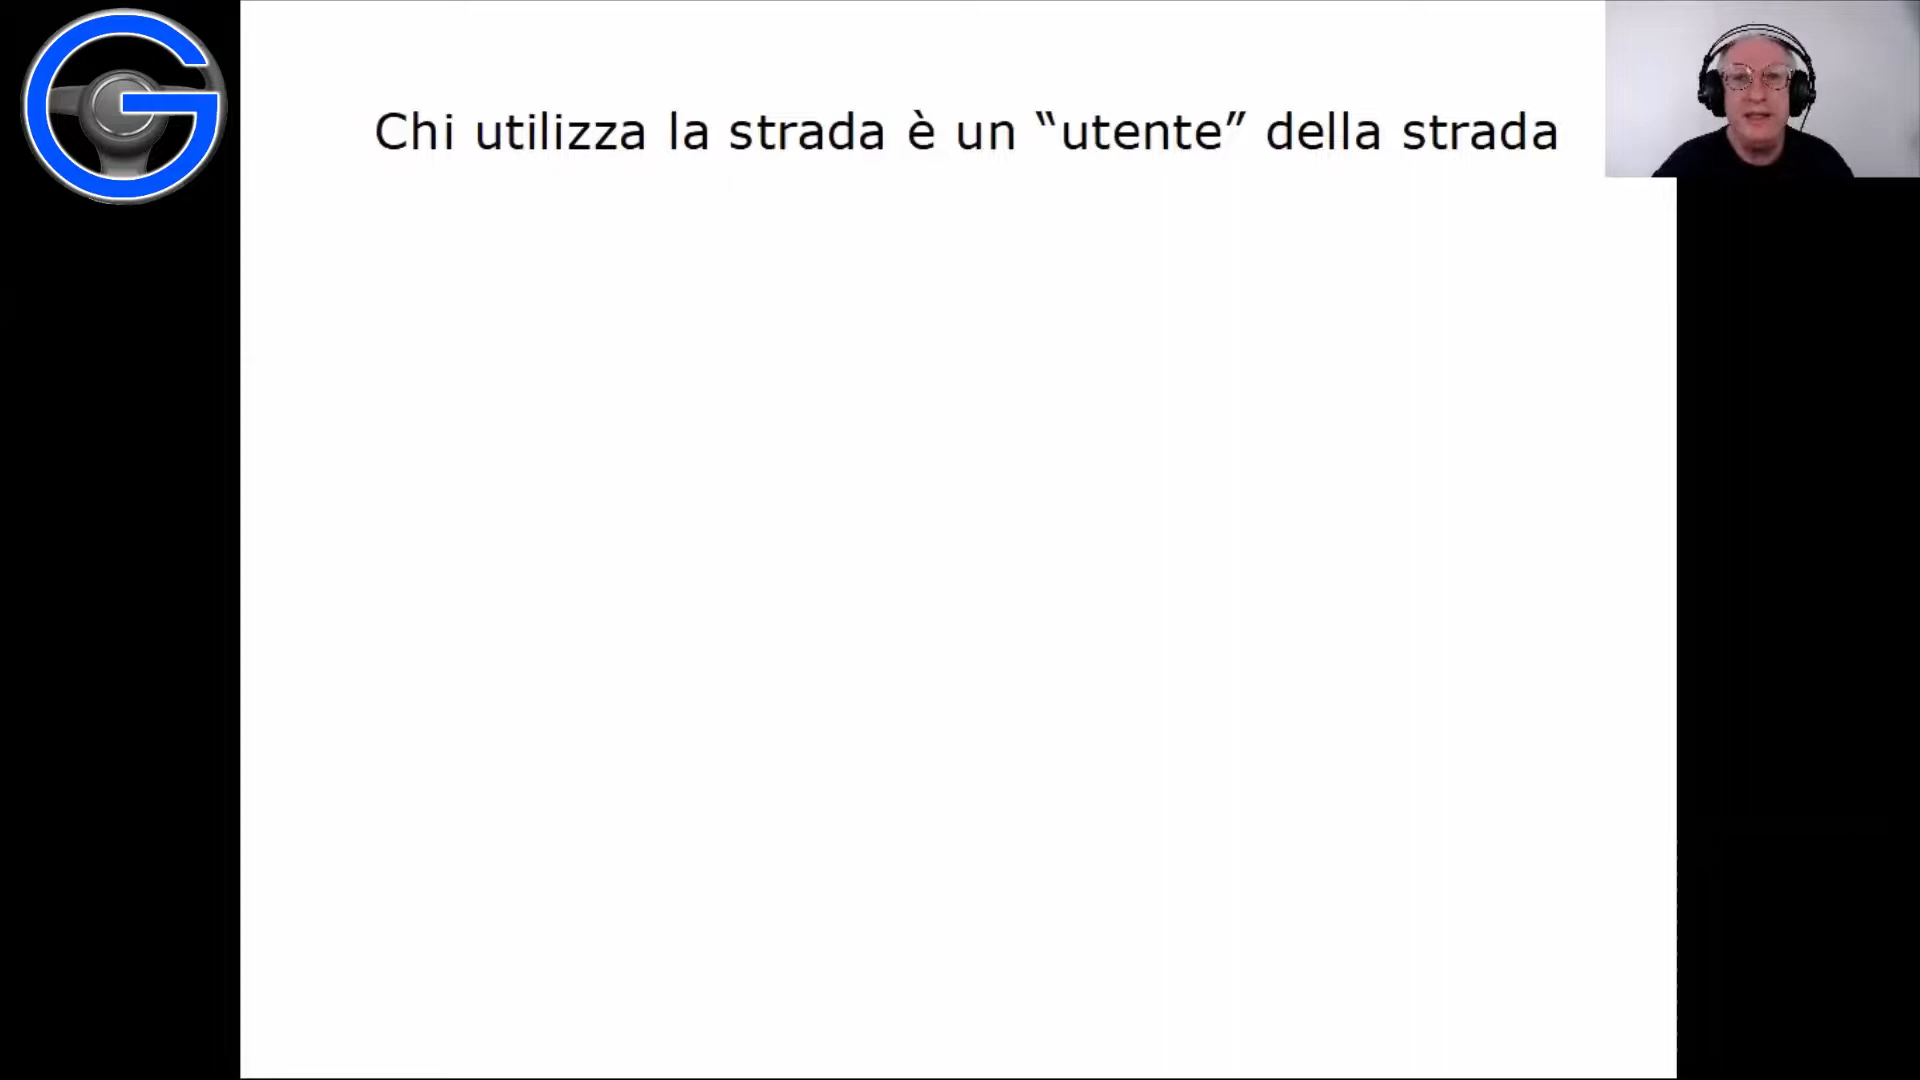 G
Chi utilizza la strada è un “utente” della strada